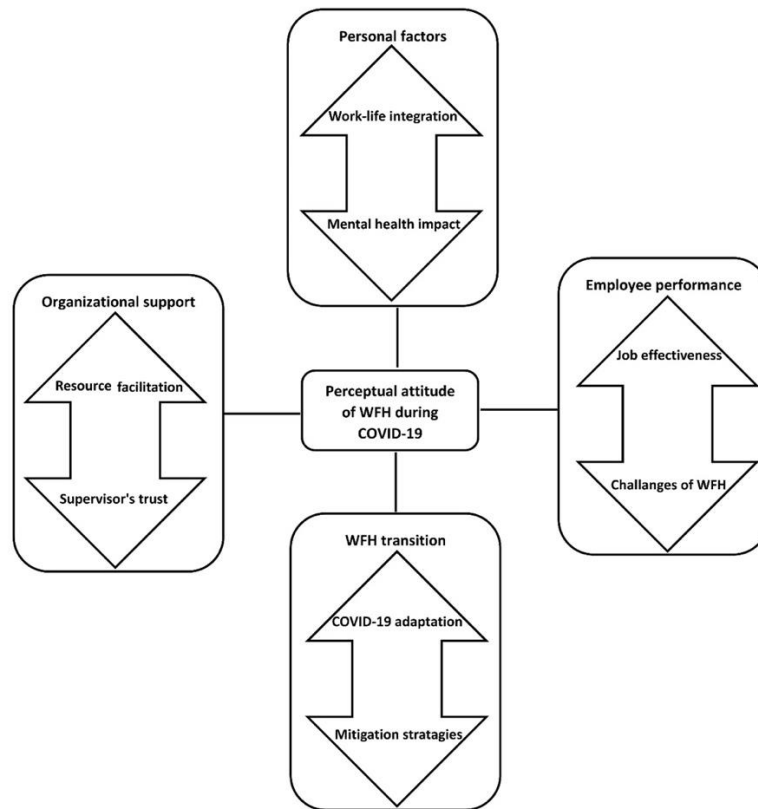 Personal factors
Work-life integration
Mental health impact
Organizational support
Resource facilitation
Supervisor's trust
Perceptual attitude
of WFH during
COVID-19
Employee performance
Job effectiveness
Challanges of WFH
WFH transition
COVID-19 adaptation
Mitigation stratagies